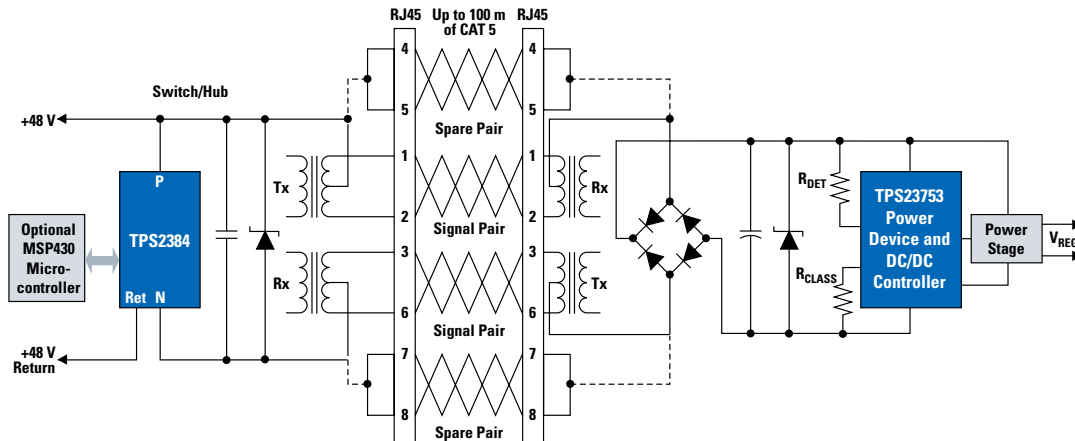 RJ45
Up to 100 m
of CAT 5
RJ45
4
4
Switch/Hub
+48 V
5
5
Spare Pair
1
1
P
Tx
Rx
RDET
TPS23753
Power
Device and
DC/DC
Controller
TPS2384
2
2
Signal Pair
Optional
MSP430
Micro-
controller
Power
Stage
VREG
3
3
Rx
Tx
RCLASS
Ret N
6
6
Signal Pair
+48 V
Return
7
7
8
8
Spare Pair